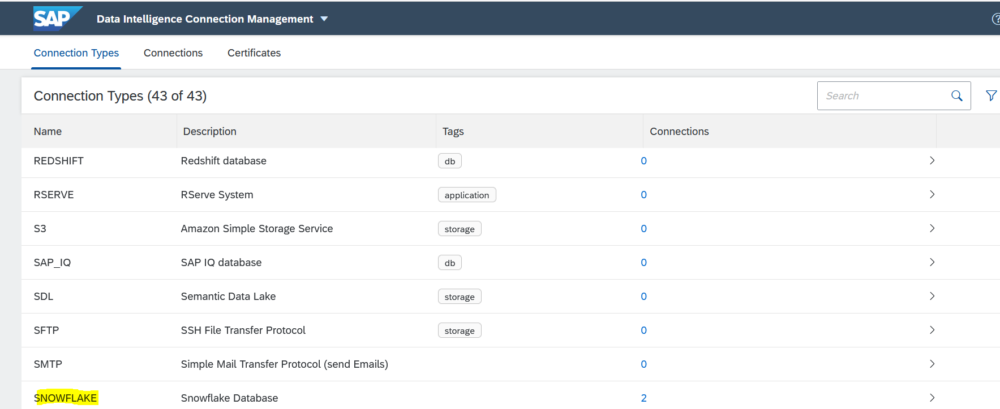 SAP Data Intelligence Connection Management
Connection Types Connections Certificates
Connection Types (43 of 43) Search
Name Description Tags Connections
REDSHIFT Redshift database db 0
RSERVE RServe System application 0
S3 Amazon Simple Storage Service storage 0
SAP_IQ SAP IQ database db 0
SDL Semantic Data Lake storage 0
SFTP SSH File Transfer Protocol storage 0
SMTP Simple Mail Transfer Protocol (send Emails) 0
SNOWFLAKE Snowflake Database 2